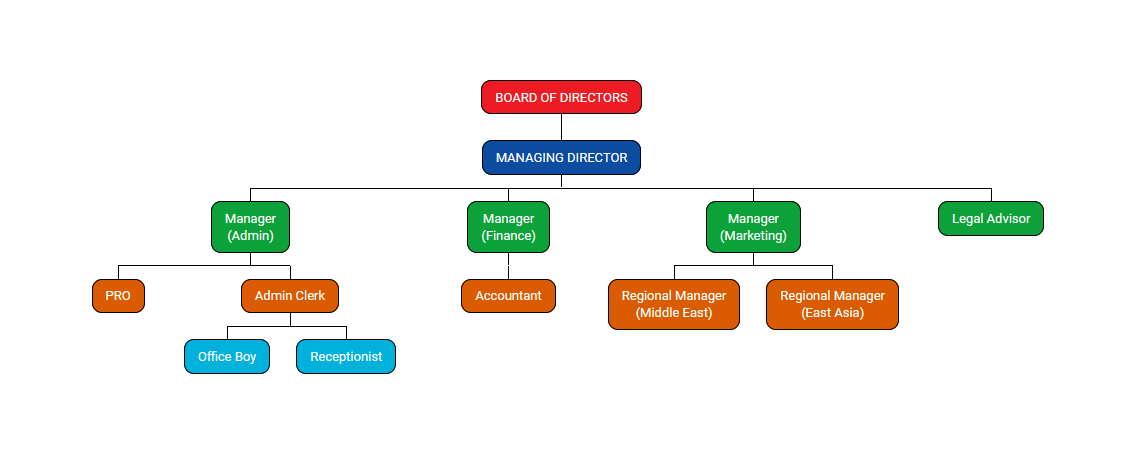 BOARD OF DIRECTORS
MANAGING DIRECTOR
Manager
(Admin)
Manager
(Finance)
Manager
(Marketing)
Legal Advisor
PRO
Admin Clerk
Accountant
Regional Manager
(Middle East)
Regional Manager
(East Asia)
Office Boy
Receptionist